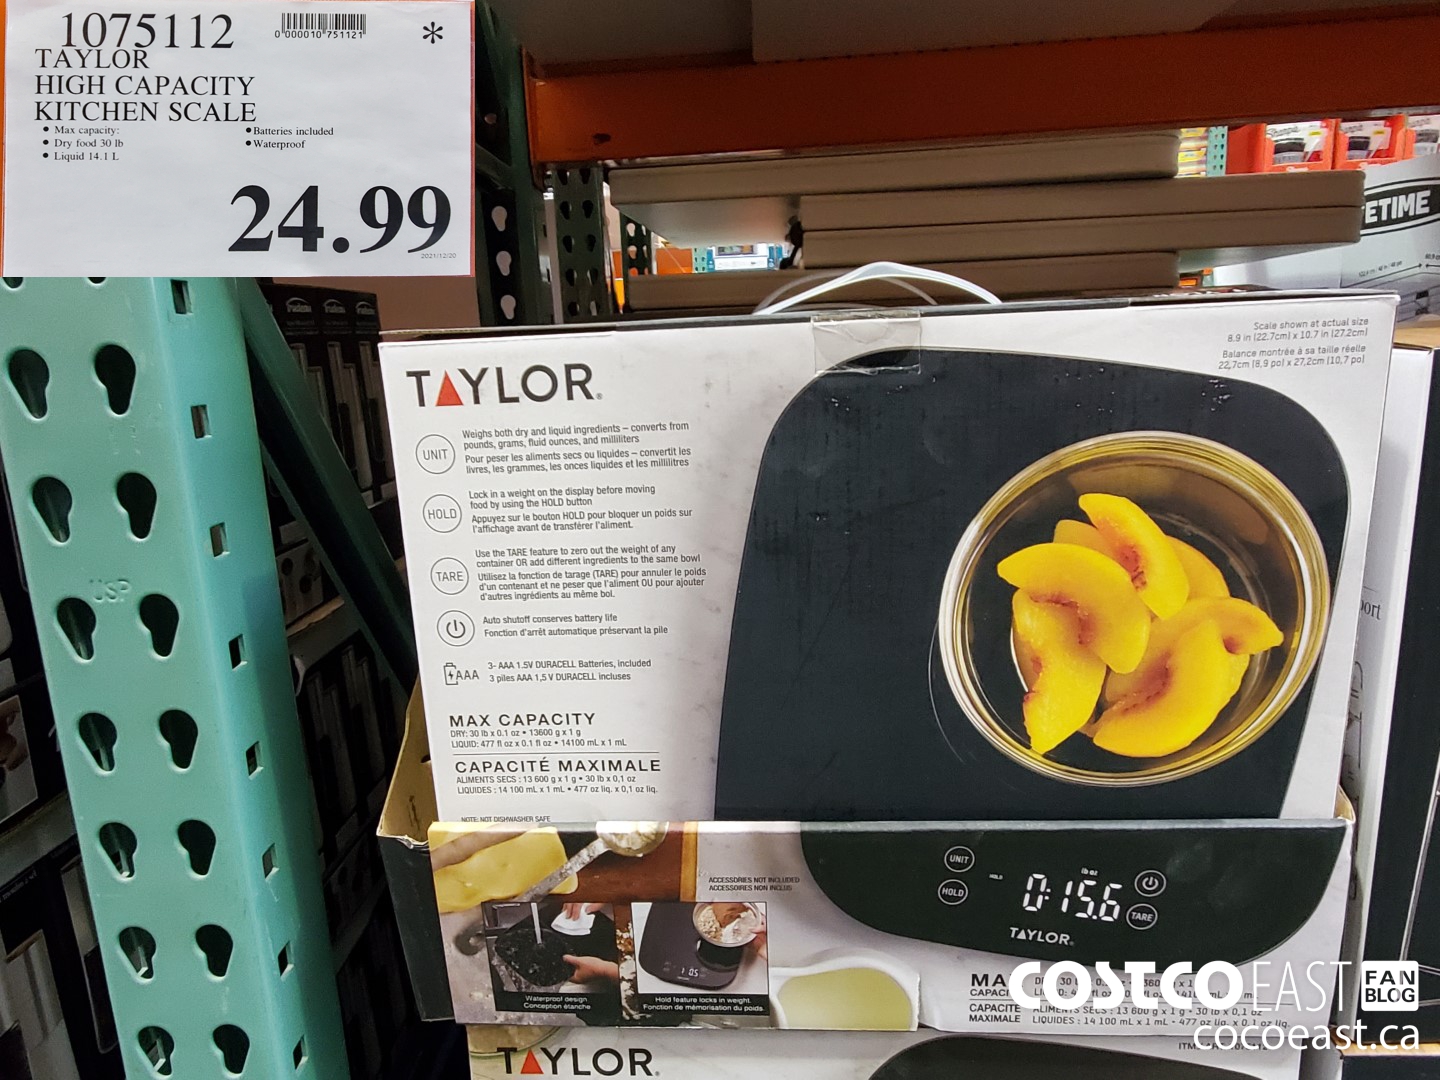 1075112
0 000010 751121
*
TAYLOR
HIGH CAPACITY
KITCHEN SCALE
• Max capacity:
• Dry food 30 lb
• Liquid 14.1 L
• Batteries included
• Waterproof
24.99
2021/12/20
ETIME
TAYLOR®
Scale shown at actual size
8.9 in (22.7cm) x 10.7 in (27.2cm)
Balance montrée à sa taille réelle
22,7cm (8,9 po) x 27,2cm (10,7 po)
UNIT
Weighs both dry and liquid ingredients – converts from
pounds, grams, fluid ounces, and milliliters
Pour peser les aliments secs ou liquides – convertit les
livres, les grammes, les onces liquides et les millilitres
HOLD
Lock in a weight on the display before moving
food by using the HOLD button
Appuyez sur le bouton HOLD pour bloquer un poids sur
l'affichage avant de transférer l'aliment.
TARE
Use the TARE feature to zero out the weight of any
container OR add different ingredients to the same bowl
Utilisez la fonction de tarage (TARE) pour annuler le poids
d'un contenant et ne peser que l'aliment OU pour ajouter
d'autres ingrédients au même bol.
Auto shutoff conserves battery life
Fonction d'arrêt automatique préservant la pile
AAA
3- AAA 1.5V DURACELL Batteries, included
3 piles AAA 1,5 V DURACELL incluses
MAX CAPACITY
DRY: 30 lb x 0.1 oz • 13600 g x 1 g
LIQUID: 477 fl oz x 0.1 fl oz • 14100 mL x 1 mL
CAPACITÉ MAXIMALE
ALIMENTS SECS : 13 600 g x 1 g • 30 lb x 0,1 oz
LIQUIDES : 14 100 mL x 1 mL • 477 oz liq. x 0,1 oz liq.
NOTE: NOT DISHWASHER SAFE
ACCESSORIES NOT INCLUDED
ACCESSOIRES NON INCLUS
UNIT
HOLD
HOLD
lb oz
0:15.6
TARE
TAYLOR®
Waterproof design
Conception étanche
Hold feature locks in weight.
Fonction de mémorisation du poids.
CAPACITÉ
MAXIMALE
ALIMENTS SECS : 13 600 g x 1 g • 30 lb x 0,1 oz
LIQUIDES : 14 100 mL x 1 mL • 477 oz liq. x 0,1 oz liq.
TAYLOR®
USP
COSTCO EAST FAN BLOG
cocoeast.ca